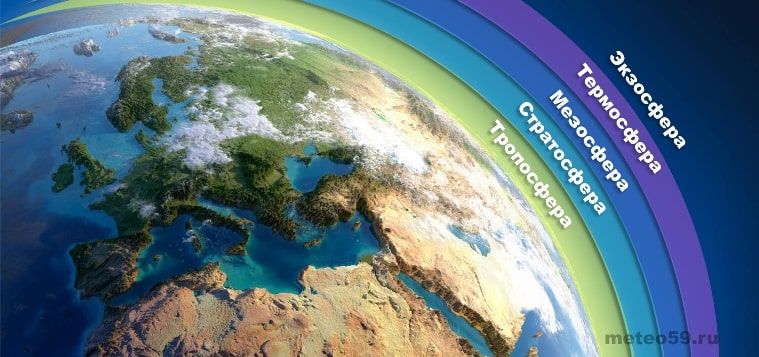 Экзосфера
Термосфера
Мезосфера
Стратосфера
Тропосфера
meteo59.ru